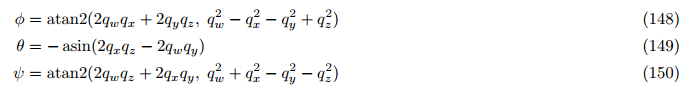 ϕ = atan2(2q_w q_x + 2q_y q_z, q_w^2 − q_x^2 − q_y^2 + q_z^2) (148)
θ = − asin(2q_x q_z − 2q_w q_y) (149)
ψ = atan2(2q_w q_z + 2q_x q_y, q_w^2 + q_x^2 − q_y^2 − q_z^2) (150)